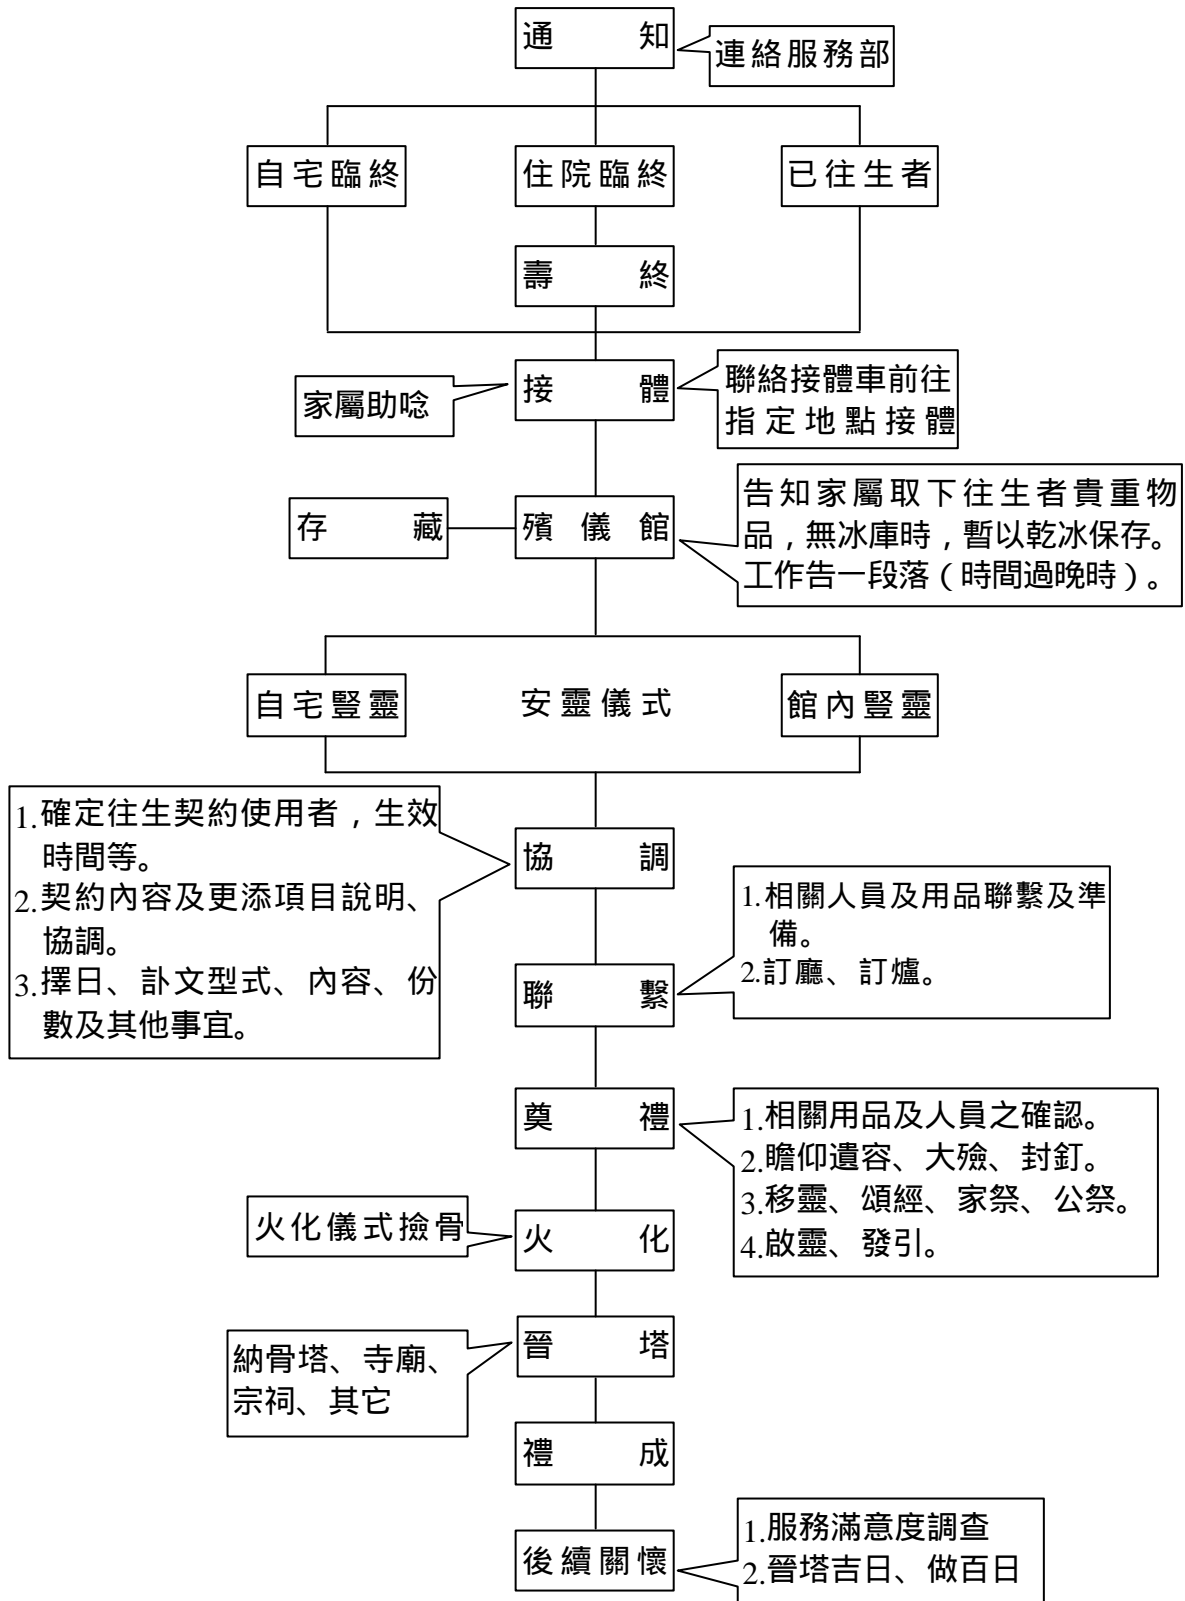 通知
連絡服務部
自宅臨終
住院臨終
已往生者
壽終
接體
家屬助唸
聯絡接體車前往
指定地點接體
存藏
殯儀館
告知家屬取下往生者貴重物
品，無冰庫時，暫以乾冰保存。
工作告一段落（時間過晚時）。
自宅豎靈
安靈儀式
館內豎靈
1.確定往生契約使用者，生效
時間等。
2.契約內容及更添項目說明、
協調。
3.擇日、訃文型式、內容、份
數及其他事宜。
協調
1.相關人員及用品聯繫及準
備。
2.訂廳、訂爐。
聯繫
奠禮
1.相關用品及人員之確認。
2.瞻仰遺容、大殮、封釘。
3.移靈、頌經、家祭、公祭。
4.啟靈、發引。
火化儀式撿骨
火化
晉塔
納骨塔、寺廟、
宗祠、其它
禮成
後續關懷
1.服務滿意度調查
2.晉塔吉日、做百日